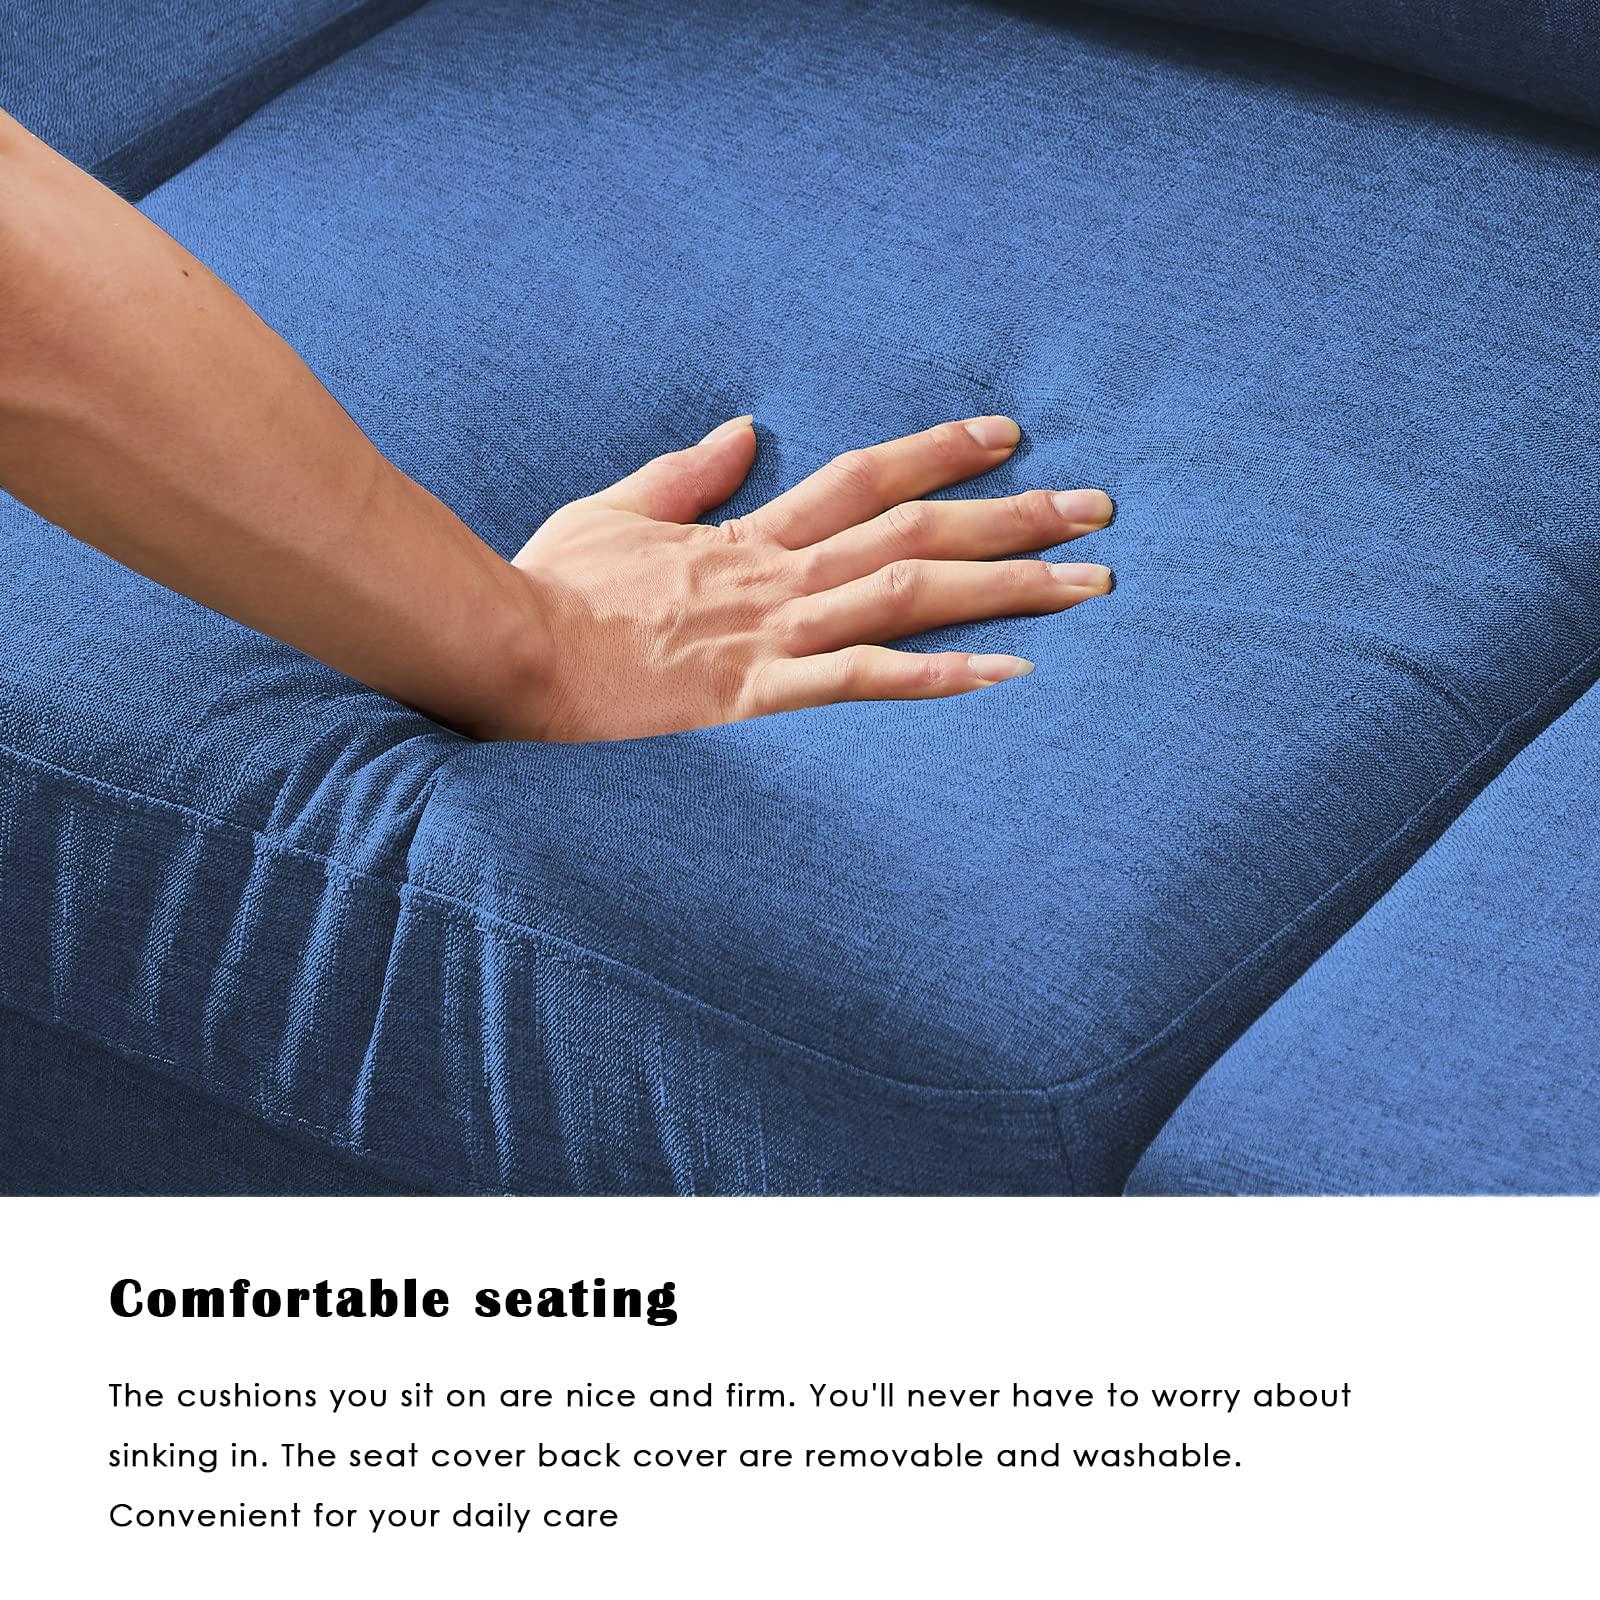 Comfortable seating
The cushions you sit on are nice and firm. You'll never have to worry about
sinking in. The seat cover back cover are removable and washable.
Convenient for your daily care